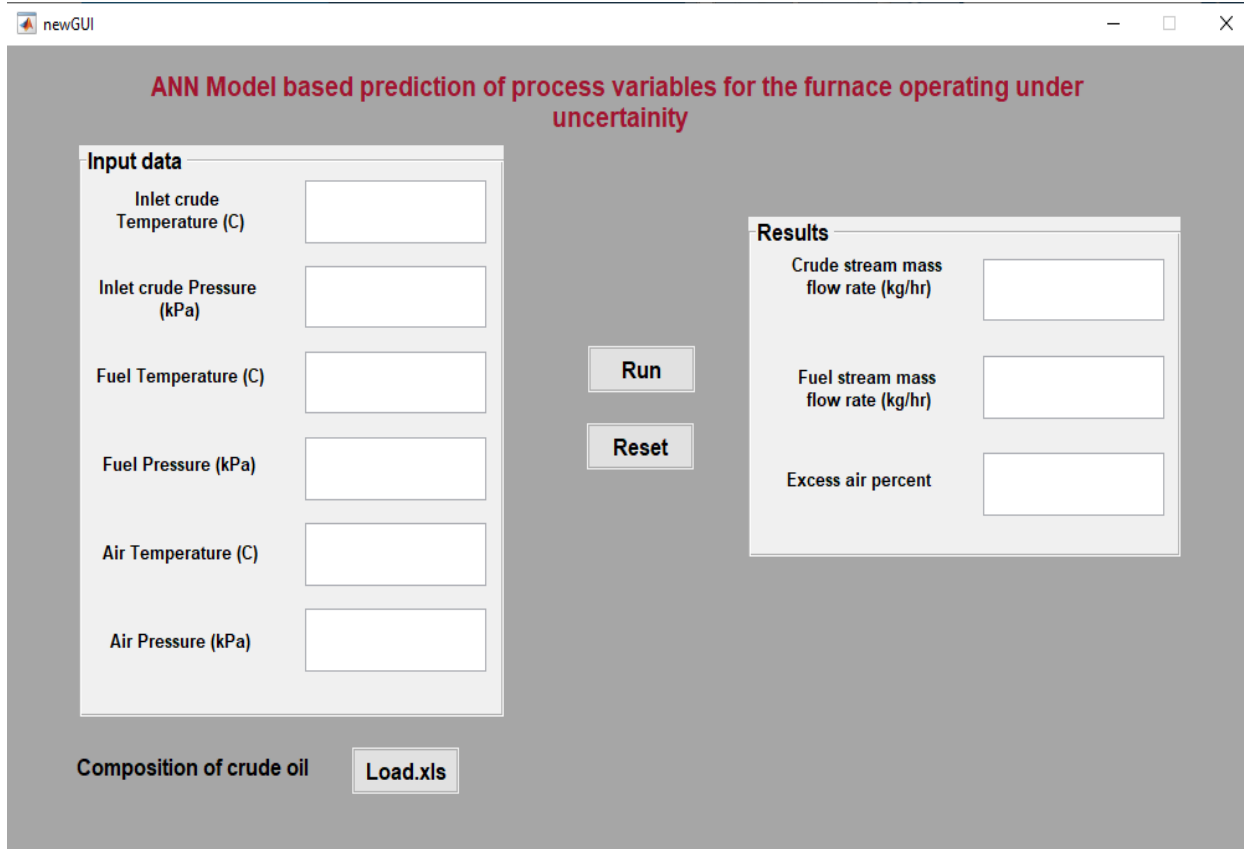 newGUI
ANN Model based prediction of process variables for the furnace operating under
uncertainity
Input data
Inlet crude
Temperature (C)
Inlet crude Pressure
(kPa)
Fuel Temperature (C)
Fuel Pressure (kPa)
Air Temperature (C)
Air Pressure (kPa)
Composition of crude oil
Load.xls
Run
Reset
Results
Crude stream mass
flow rate (kg/hr)
Fuel stream mass
flow rate (kg/hr)
Excess air percent